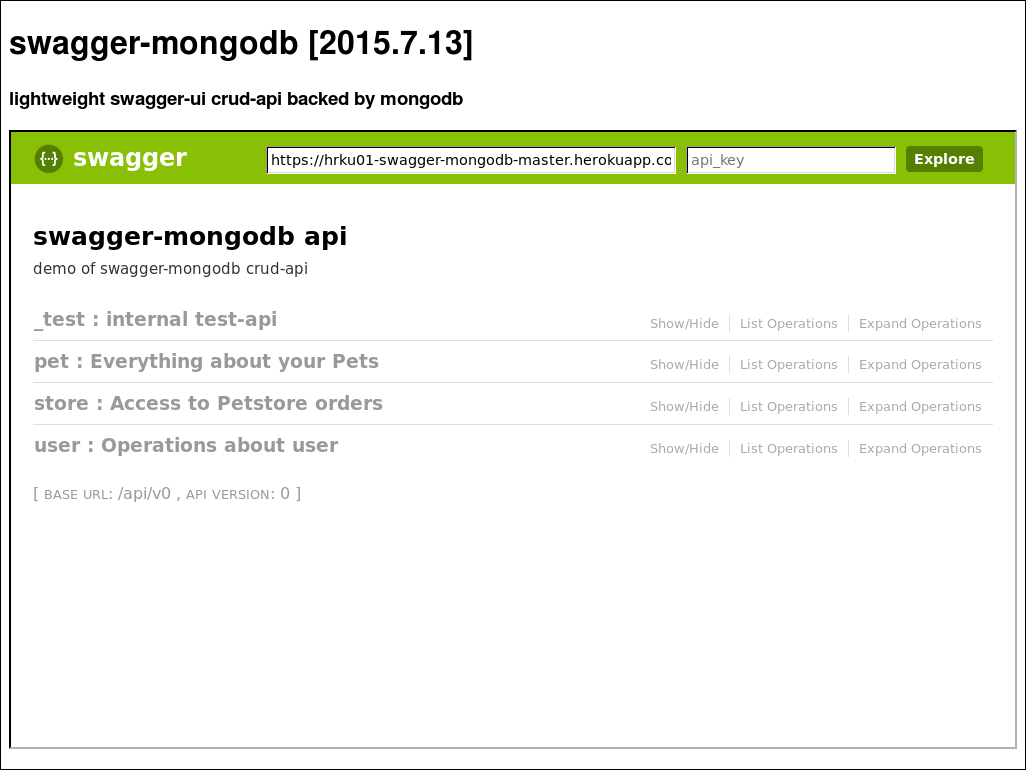 swagger-mongodb [2015.7.13]
lightweight swagger-ui crud-api backed by mongodb
{···} swagger https://hrku01-swagger-mongodb-master.herokuapp.co api_key Explore
swagger-mongodb api
demo of swagger-mongodb crud-api
_test : internal test-api Show/Hide List Operations Expand Operations
pet : Everything about your Pets Show/Hide List Operations Expand Operations
store : Access to Petstore orders Show/Hide List Operations Expand Operations
user : Operations about user Show/Hide List Operations Expand Operations
[ BASE URL: /api/v0 , API VERSION: 0 ]